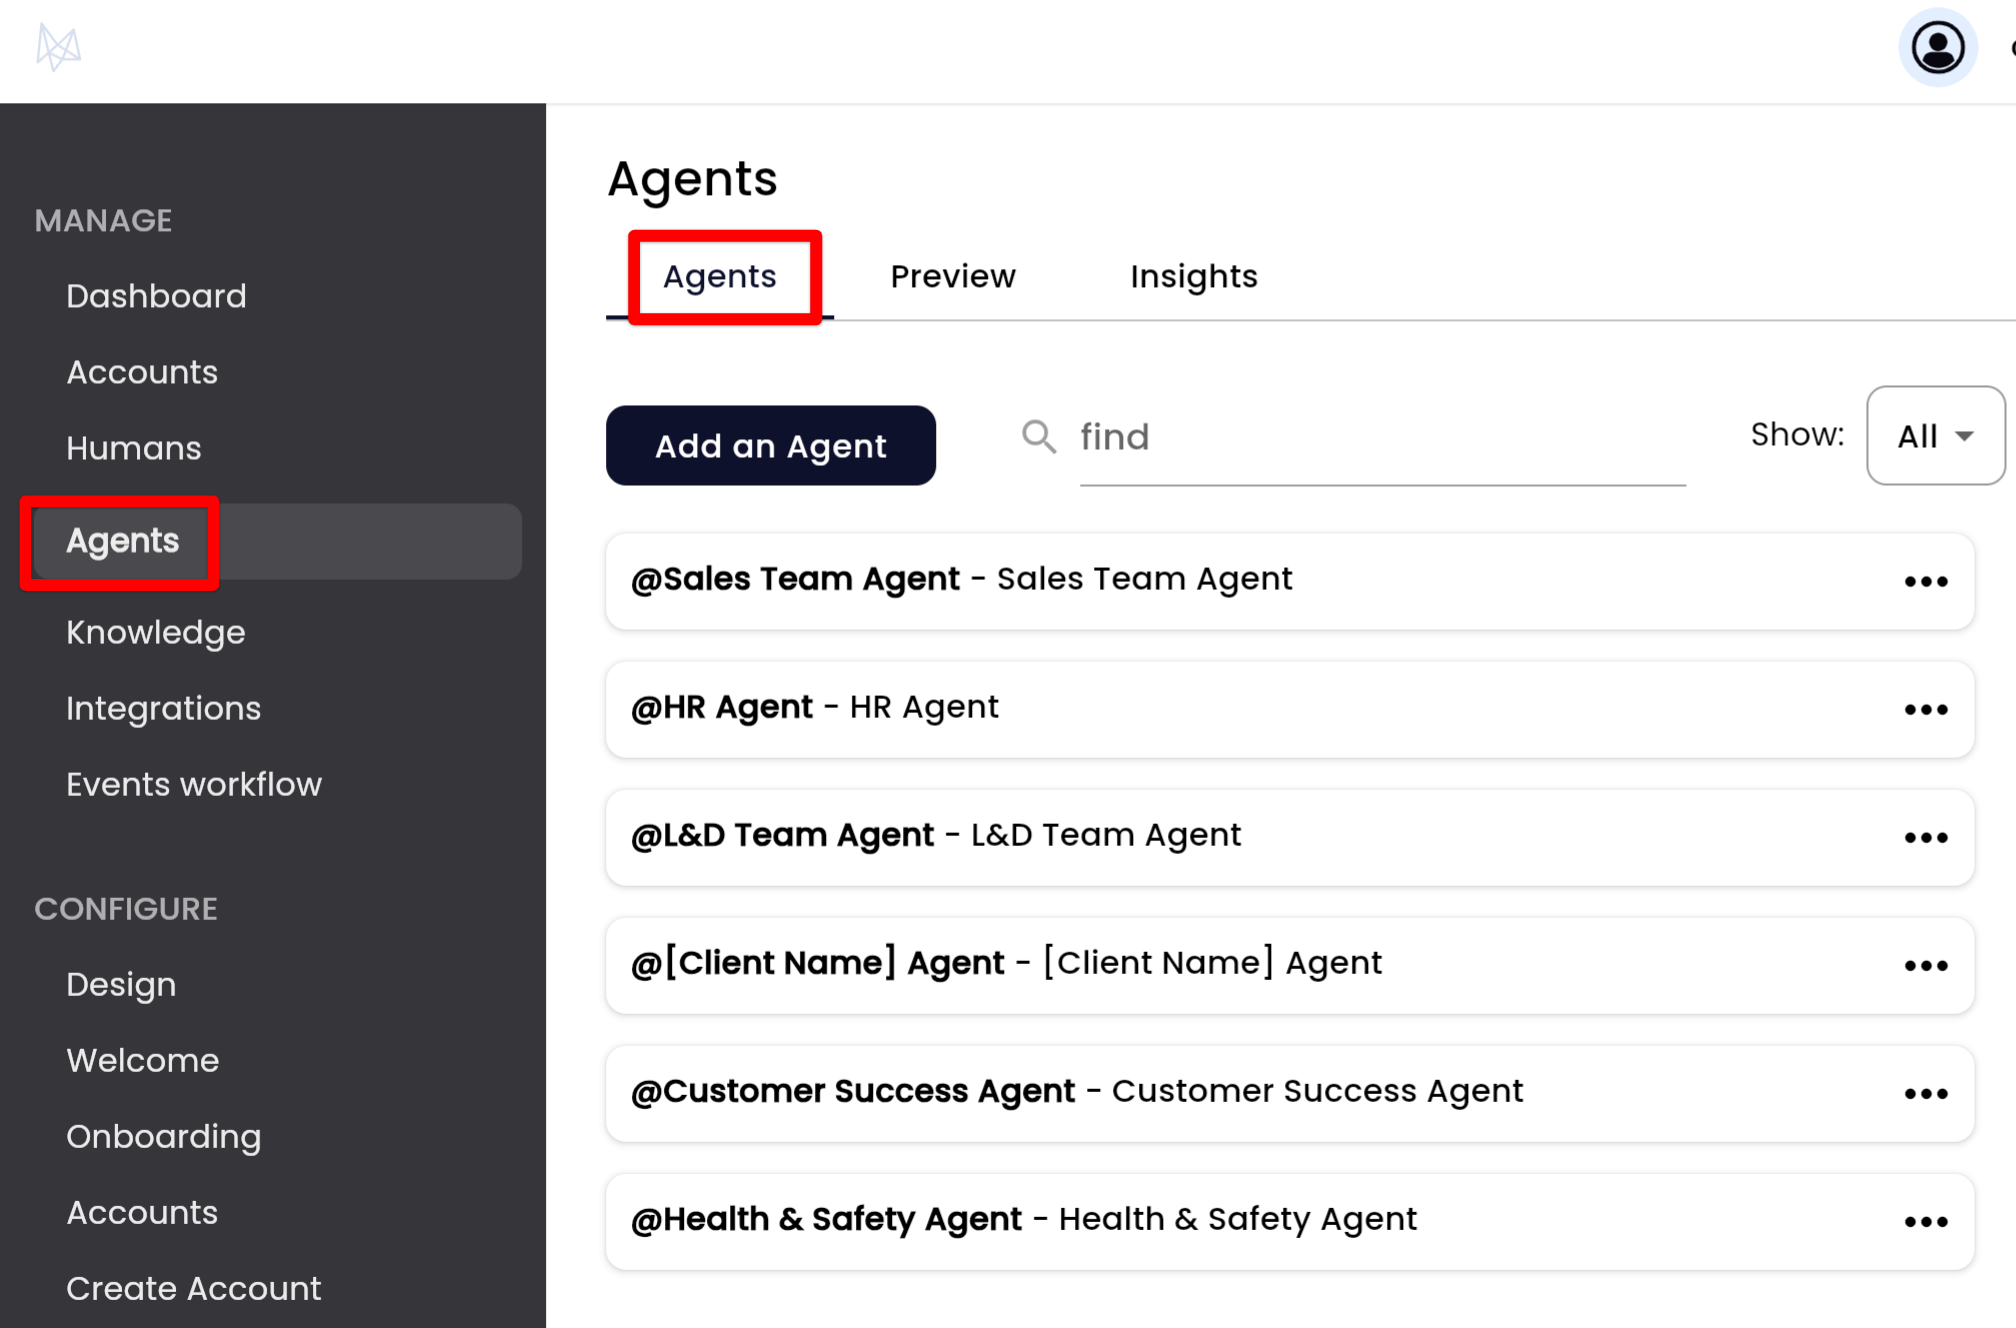 MANAGE
Dashboard
Accounts
Humans
Agents
Knowledge
Integrations
Events workflow
CONFIGURE
Design
Welcome
Onboarding
Accounts
Create Account
Agents
Agents Preview Insights
Add an Agent find Show: All
@Sales Team Agent - Sales Team Agent
@HR Agent - HR Agent
@L&D Team Agent - L&D Team Agent
@[Client Name] Agent - [Client Name] Agent
@Customer Success Agent - Customer Success Agent
@Health & Safety Agent - Health & Safety Agent